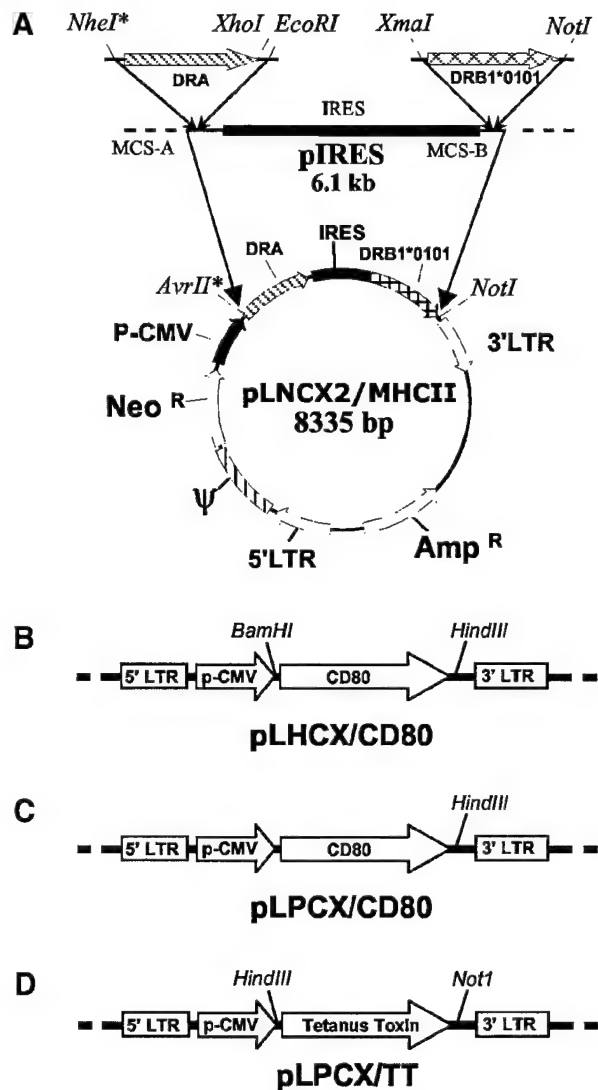 A
NheI* XhoI EcoRI XmaI NotI
DRA DRB1*0101
IRES
MCS-A pIRES MCS-B
6.1 kb
IRES
DRA DRB1*0101
AvrII* NotI
P-CMV 3'LTR
Neo R pLNCX2/MHCII
8335 bp
Ψ
5'LTR Amp R
B
BamHI HindIII
5' LTR p-CMV CD80 3' LTR
pLHCX/CD80
C
HindIII
5' LTR p-CMV CD80 3' LTR
pLPCX/CD80
D
HindIII Not1
5' LTR p-CMV Tetanus Toxin 3' LTR
pLPCX/TT